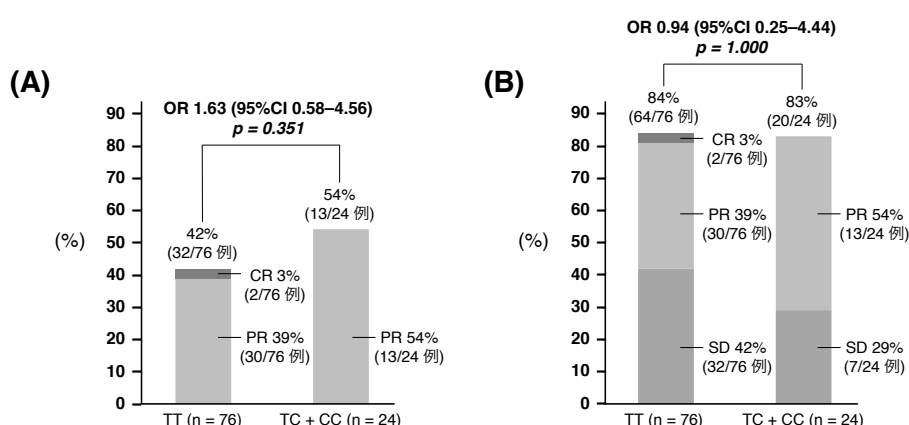 (A)
OR 1.63 (95%CI 0.58–4.56)
p = 0.351
(%)
90
80
70
60
50
40
30
20
10
0
42%
(32/76 例)
CR 3%
(2/76 例)
PR 39%
(30/76 例)
54%
(13/24 例)
PR 54%
(13/24 例)
TT (n = 76)
TC + CC (n = 24)
(B)
OR 0.94 (95%CI 0.25–4.44)
p = 1.000
(%)
90
80
70
60
50
40
30
20
10
0
84%
(64/76 例)
CR 3%
(2/76 例)
PR 39%
(30/76 例)
SD 42%
(32/76 例)
83%
(20/24 例)
PR 54%
(13/24 例)
SD 29%
(7/24 例)
TT (n = 76)
TC + CC (n = 24)